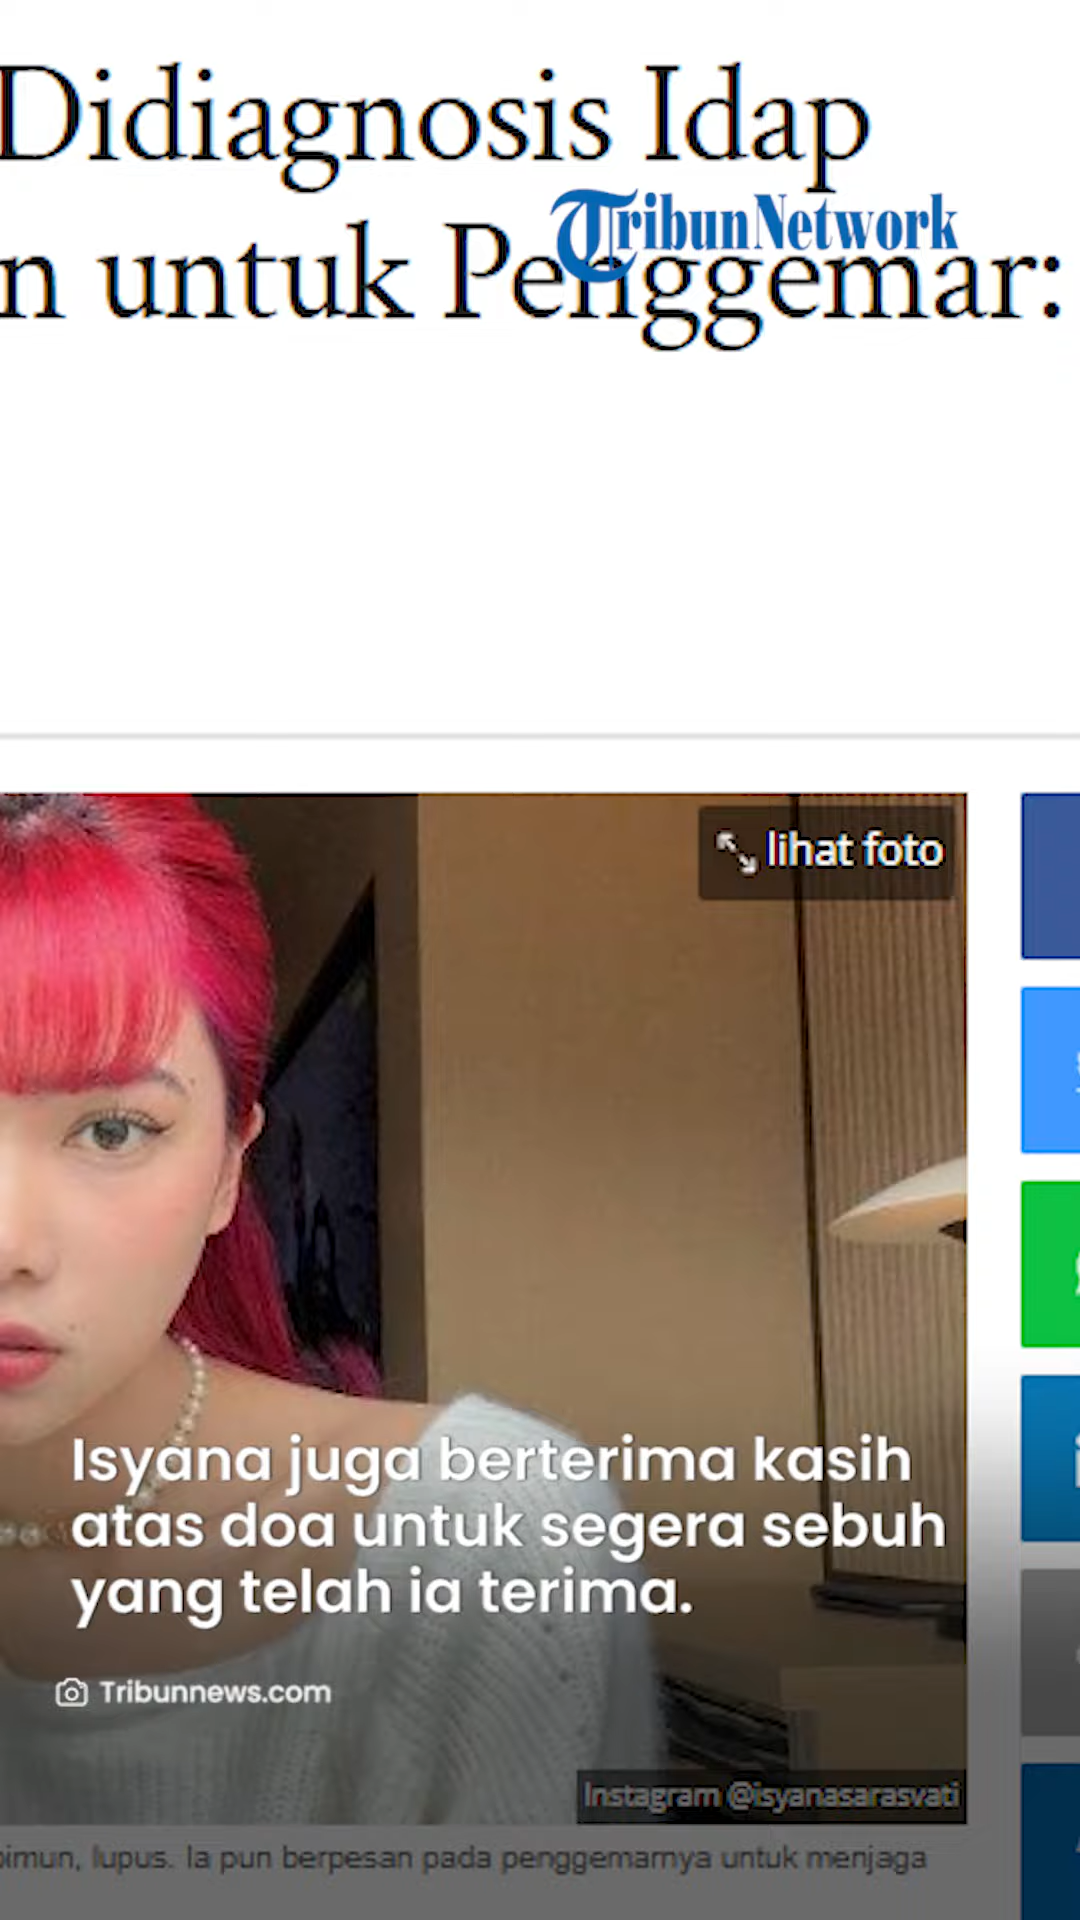 Didiagnosis Idap
TribunNetwork
n untuk Penggemar:
lihat foto
Isyana juga berterima kasih
atas doa untuk segera sebuh
yang telah ia terima.
Tribunnews.com
Instagram @isyanasarasvati
oimun, lupus. Ia pun berpesan pada penggemarnya untuk menjaga